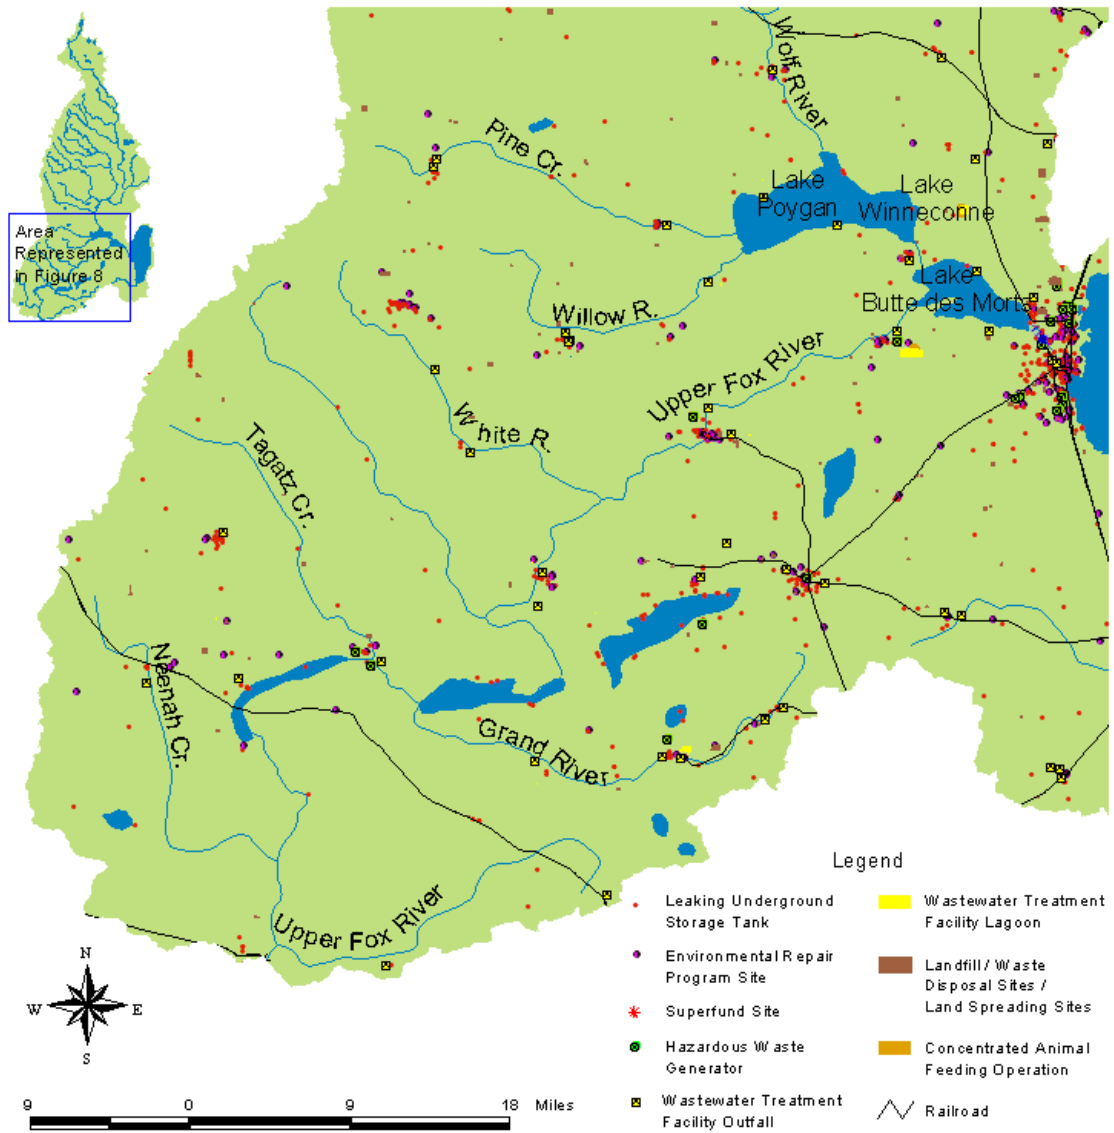 Wolf River
Pine Cr.
Lake
Poygan
Lake
Winneconne
Area
Represented
in Figure 8
Lake
Butte des Morts
Willow R.
Upper Fox River
White R.
Tagatz Cr.
Neenah Cr.
Grand River
Upper Fox River
Legend
Leaking Underground
Storage Tank
Environmental Repair
Program Site
Superfund Site
Hazardous Waste
Generator
Wastewater Treatment
Facility Outfall
Wastewater Treatment
Facility Lagoon
Landfill / Waste
Disposal Sites /
Land Spreading Sites
Concentrated Animal
Feeding Operation
Railroad
N
W E
S
9 0 9 18 Miles